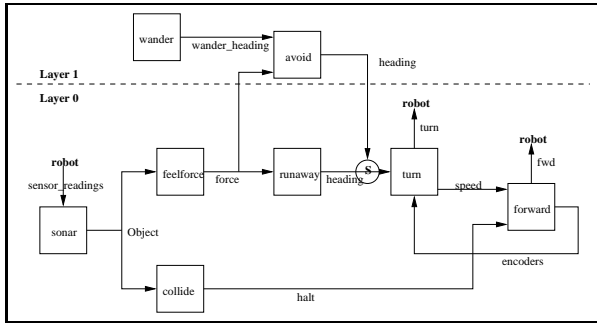 wander
wander_heading
avoid
heading
Layer 1
Layer 0
robot
turn
robot
fwd
robot
sensor_readings
feelforce
force
runaway
heading
S
turn
speed
forward
sonar
Object
encoders
collide
halt